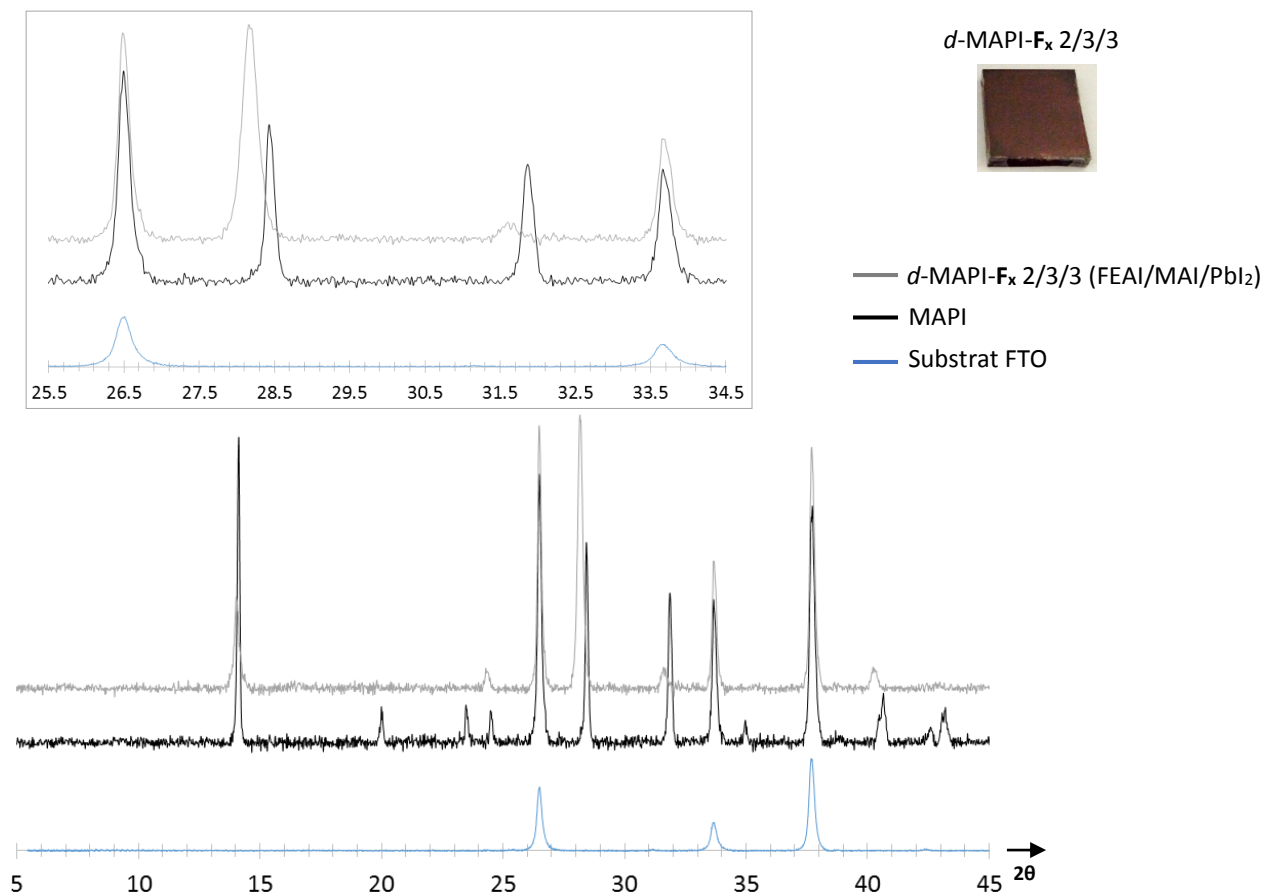 d-MAPI-Fₓ 2/3/3
d-MAPI-Fₓ 2/3/3 (FEAI/MAI/PbI₂)
MAPI
Substrat FTO
25.5 26.5 27.5 28.5 29.5 30.5 31.5 32.5 33.5 34.5
5 10 15 20 25 30 35 40 45
2θ